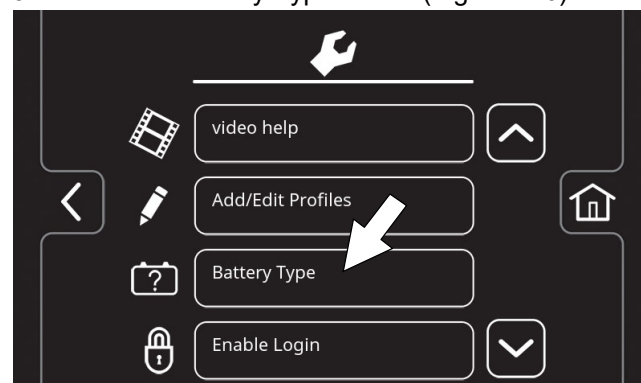 video help
Add/Edit Profiles
Battery Type
?
Enable Login